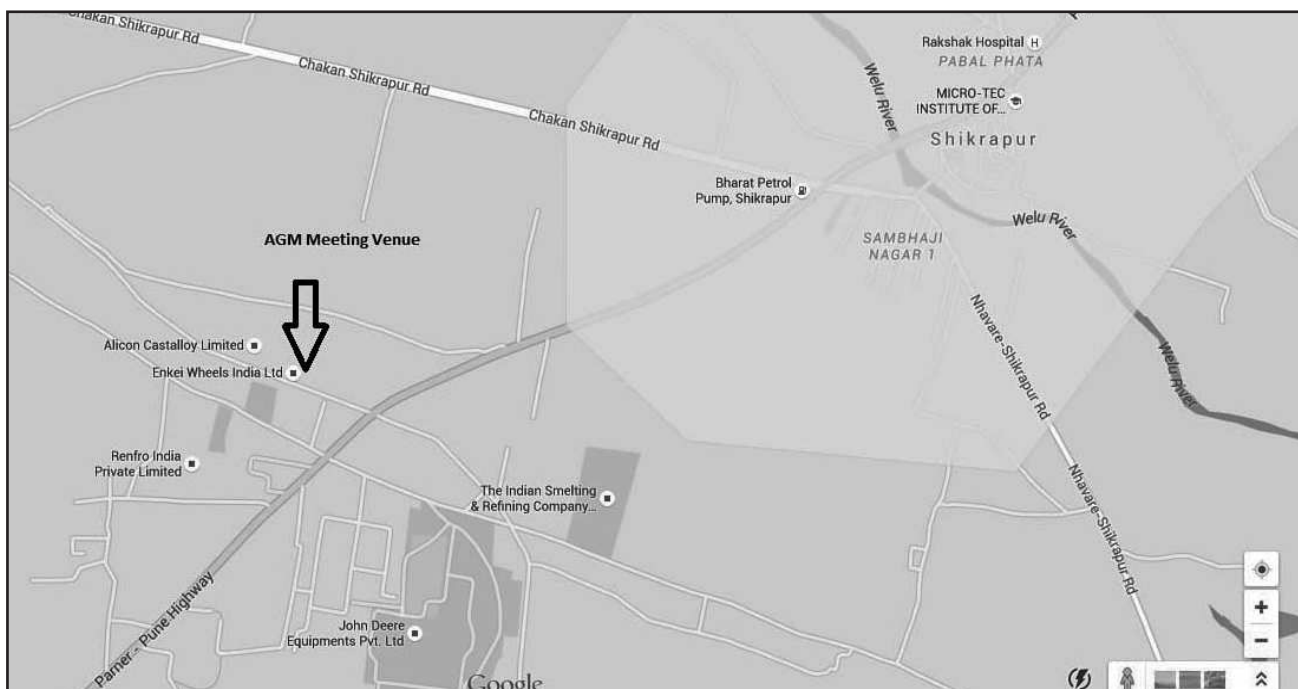 Chakan Shikrapur Rd
Chakan Shikrapur Rd
Chakan Shikrapur Rd
Welu River
Rakshak Hospital
H
PABAL PHATA
MICRO-TEC
INSTITUTE OF...
Shikrapur
Bharat Petrol
Pump, Shikrapur
Welu River
SAMBHAJI
NAGAR 1
AGM Meeting Venue
Nhavare-Shikrapur Rd
Welu River
Alicon Castalloy Limited
Enkei Wheels India Ltd
Renfro India
Private Limited
The Indian Smelting
& Refining Company...
Nhavare-Shikrapur Rd
Parner - Pune Highway
John Deere
Equipments Pvt. Ltd
Google